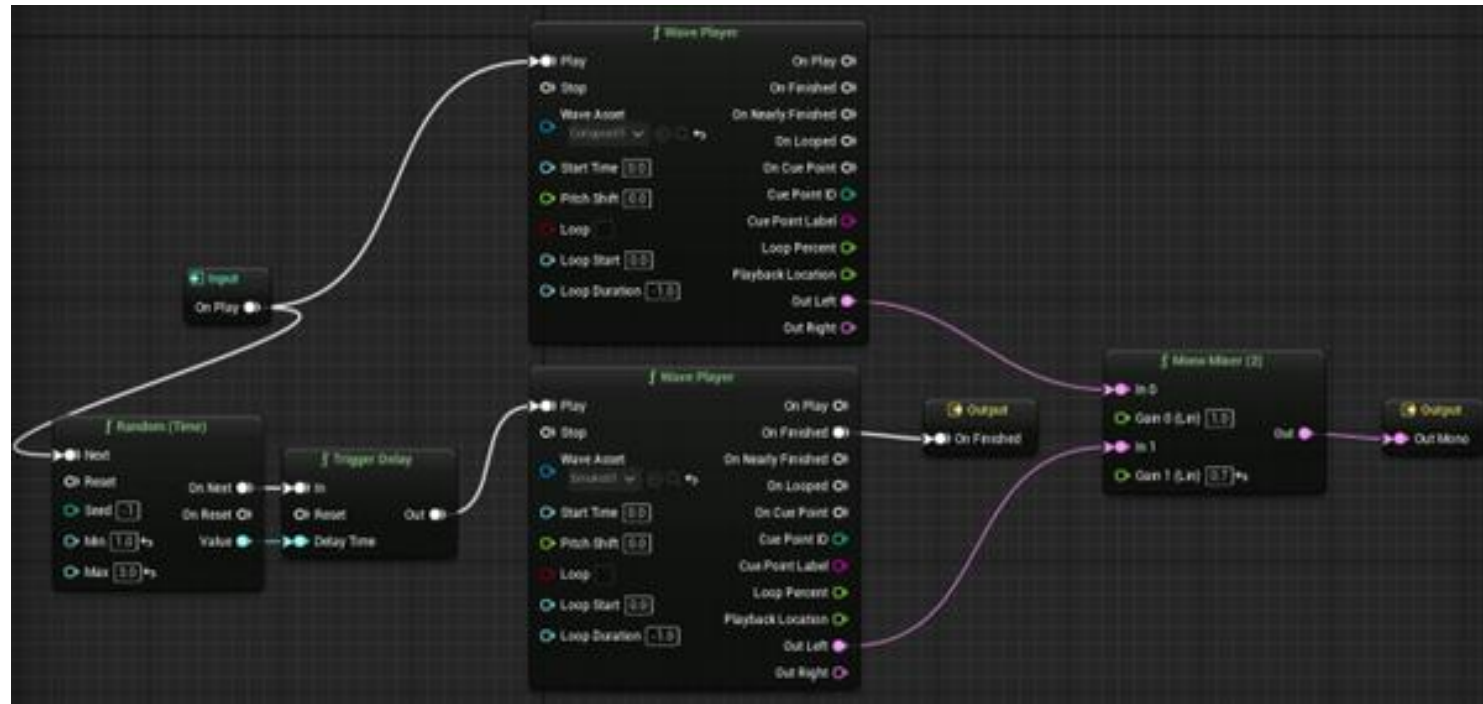 Wave Player
Play
On Play
Stop
On Finished
Wave Asset
On Nearly Finished
On Looped
Start Time 0.0
On Cue Point
Pitch Shift 0.0
Cue Point ID
Loop
Cue Point Label
Loop Start 0.0
Loop Percent
Loop Duration -1.0
Playback Location
Out Left
Out Right
Input
On Play
Random (Time)
Next
Reset
On Next
Seed -1
On Reset
Min 1.0
Value
Max 3.0
Trigger Delay
In
Reset
Out
Delay Time
Wave Player
Play
On Play
Stop
On Finished
Wave Asset
On Nearly Finished
On Looped
Start Time 0.0
On Cue Point
Pitch Shift 0.0
Cue Point ID
Loop
Cue Point Label
Loop Start 0.0
Loop Percent
Loop Duration -1.0
Playback Location
Out Left
Out Right
Output
On Finished
Mono Mixer (2)
In 0
Gain 0 (Lin) 1.0
Out
In 1
Gain 1 (Lin) 0.7
Output
Out Mono